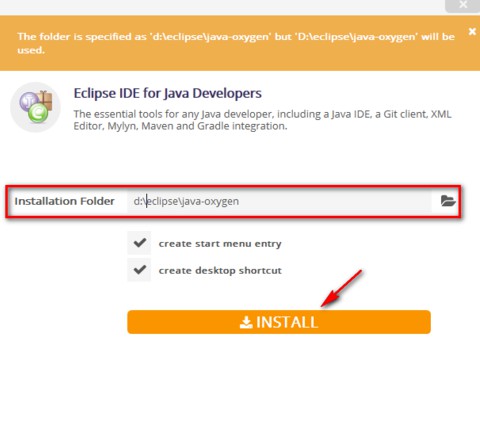 The folder is specified as 'd:\eclipse\java-oxygen' but 'D:\eclipse\java-oxygen' will be
used.
Eclipse IDE for Java Developers
The essential tools for any Java developer, including a Java IDE, a Git client, XML
Editor, Mylyn, Maven and Gradle integration.
Installation Folder d:\eclipse\java-oxygen
create start menu entry
create desktop shortcut
INSTALL